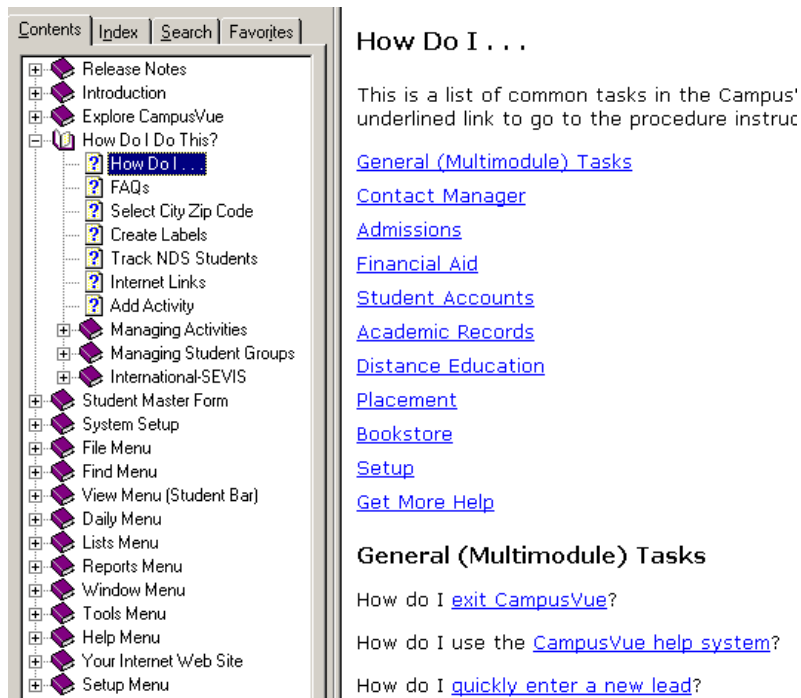 Contents Index Search Favorites
Release Notes
Introduction
Explore CampusVue
How Do I Do This?
How Do I . . .
FAQs
Select City Zip Code
Create Labels
Track NDS Students
Internet Links
Add Activity
Managing Activities
Managing Student Groups
International-SEVIS
Student Master Form
System Setup
File Menu
Find Menu
View Menu (Student Bar)
Daily Menu
Lists Menu
Reports Menu
Window Menu
Tools Menu
Help Menu
Your Internet Web Site
Setup Menu
How Do I . . .
This is a list of common tasks in the Campus
underlined link to go to the procedure instruc
General (Multimodule) Tasks
Contact Manager
Admissions
Financial Aid
Student Accounts
Academic Records
Distance Education
Placement
Bookstore
Setup
Get More Help
General (Multimodule) Tasks
How do I exit CampusVue?
How do I use the CampusVue help system?
How do I quickly enter a new lead?